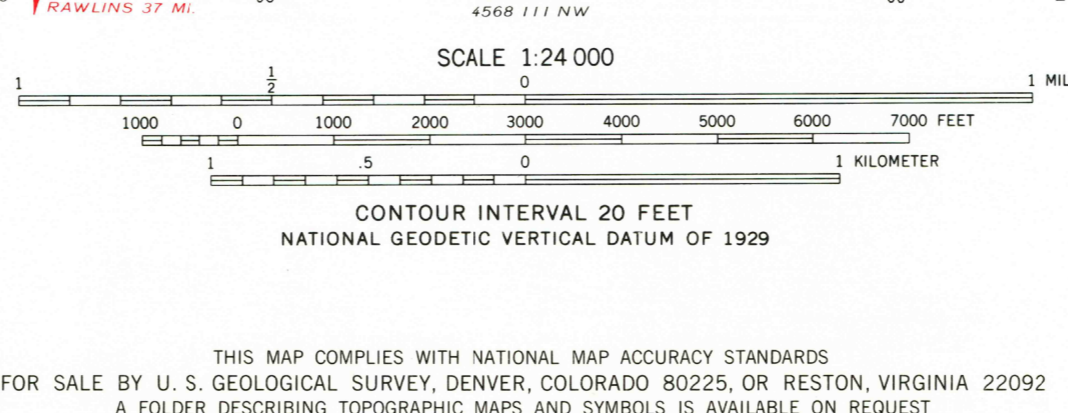 RAWLINS 37 MI.
4568 III NW
SCALE 1:24 000
1 1/2 0 1
1000 0 1000 2000 3000 4000 5000 6000 7000 FEET
1 .5 0 1 KILOMETER
CONTOUR INTERVAL 20 FEET
NATIONAL GEODETIC VERTICAL DATUM OF 1929
THIS MAP COMPLIES WITH NATIONAL MAP ACCURACY STANDARDS
FOR SALE BY U. S. GEOLOGICAL SURVEY, DENVER, COLORADO 80225, OR RESTON, VIRGINIA 22092
A FOLDER DESCRIBING TOPOGRAPHIC MAPS AND SYMBOLS IS AVAILABLE ON REQUEST